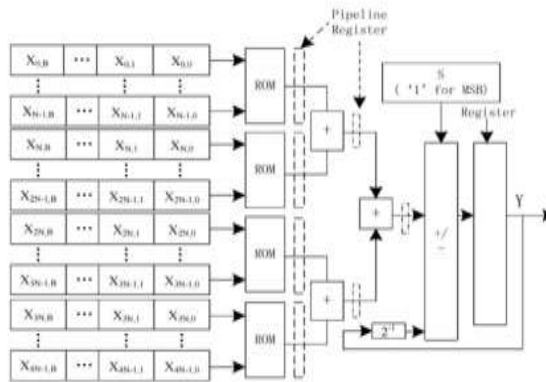 Pipeline
Register
X0,B ··· X0,1 X0,0
XN-1,B ··· XN-1,1 XN-1,0
XN,B ··· XN,1 XN,0
X2N-1,B ··· X2N-1,1 X2N-1,0
X2N,B ··· X2N,1 X2N,0
X3N-1,B ··· X3N-1,1 X3N-1,0
X3N,B ··· X3N,1 X3N,0
X4N-1,B ··· X4N-1,1 X4N-1,0
ROM
ROM
ROM
ROM
+
+
+
S
( '1' for MSB)
Register
+/-
2-1
Y